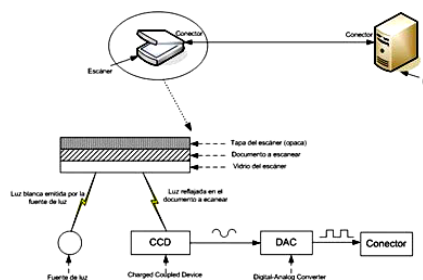 Conector
Conector
Escáner
Tapa del escáner (opaca)
Documento a escanear
Vidrio del escáner
Luz blanca emitida por la
fuente de luz
Luz reflejada en el
documento a ecanear
CCD
DAC
Conector
Fuente de luz
Charged Coupled Device
Digital-Analog Converter